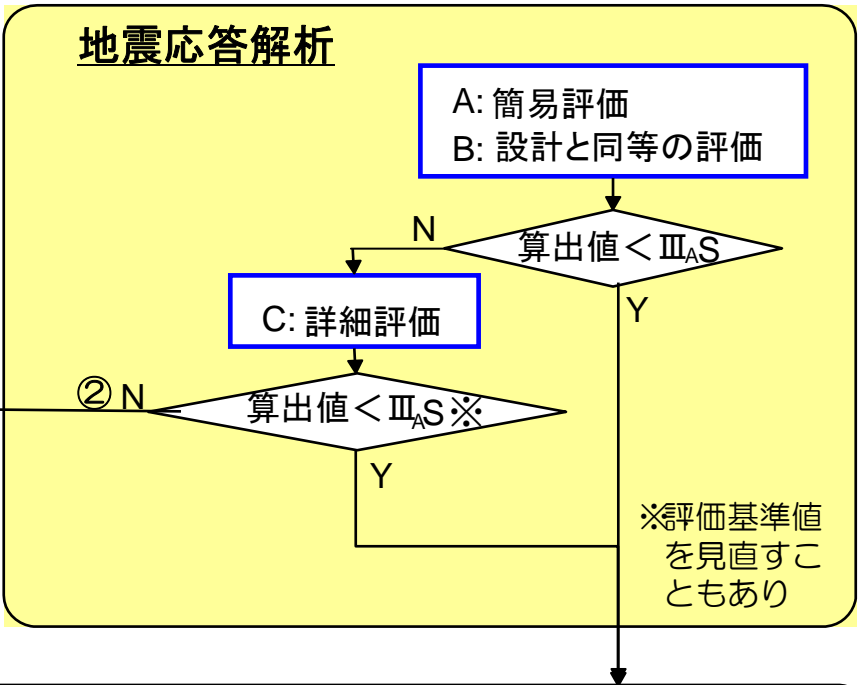 地震応答解析
A: 簡易評価
B: 設計と同等の評価
算出値＜ⅢAS
N
Y
C: 詳細評価
算出値＜ⅢAS※
② N
Y
※評価基準値
を見直すこ
ともあり